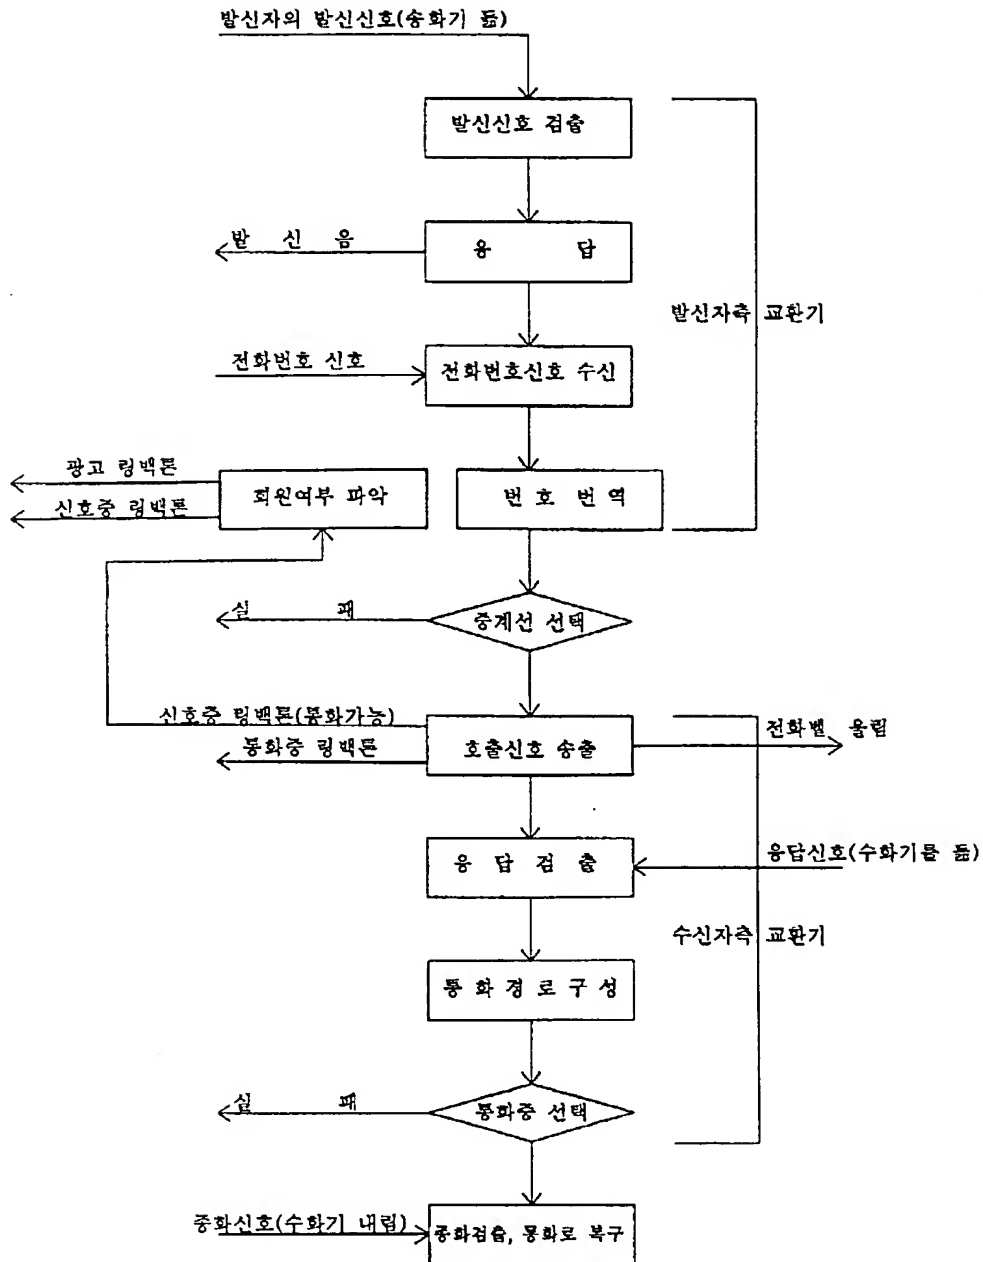 발신자의 발신신호(송화기 듦)
발신신호 검출
발 신 음
응 답
발신자측 교환기
전화번호 신호
전화번호신호 수신
광고 링백톤
신호중 링백톤
회원여부 파악
번 호 번 역
실 패
중계선 선택
신호중 링백톤(통화가능)
통화중 링백톤
호출신호 송출
전화벨 울림
응 답 검 출
응답신호(수화기를 듦)
수신자측 교환기
통 화 경 로 구 성
실 패
통화중 선택
종화신호(수화기 내림)
종화검출, 통화로 복구